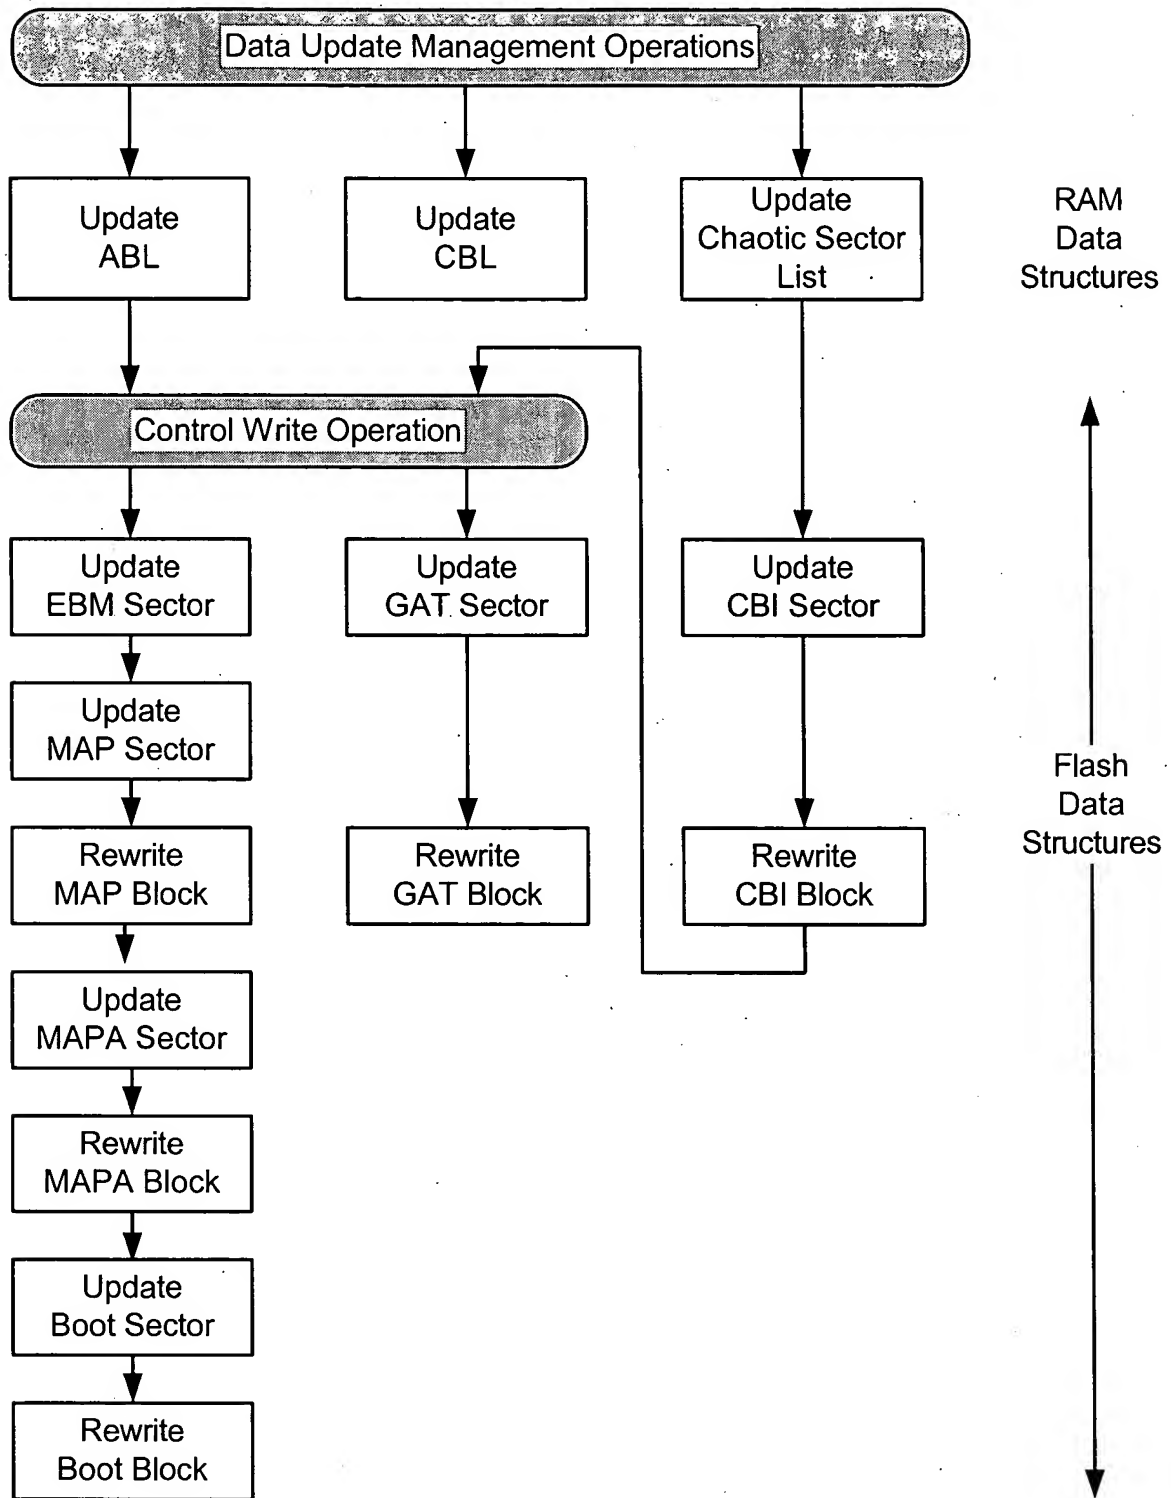 Data Update Management Operations
Update
ABL
Update
CBL
Update
Chaotic Sector
List
RAM
Data
Structures
Control Write Operation
Update
EBM Sector
Update
GAT Sector
Update
CBI Sector
Update
MAP Sector
Flash
Data
Structures
Rewrite
MAP Block
Rewrite
GAT Block
Rewrite
CBI Block
Update
MAPA Sector
Rewrite
MAPA Block
Update
Boot Sector
Rewrite
Boot Block